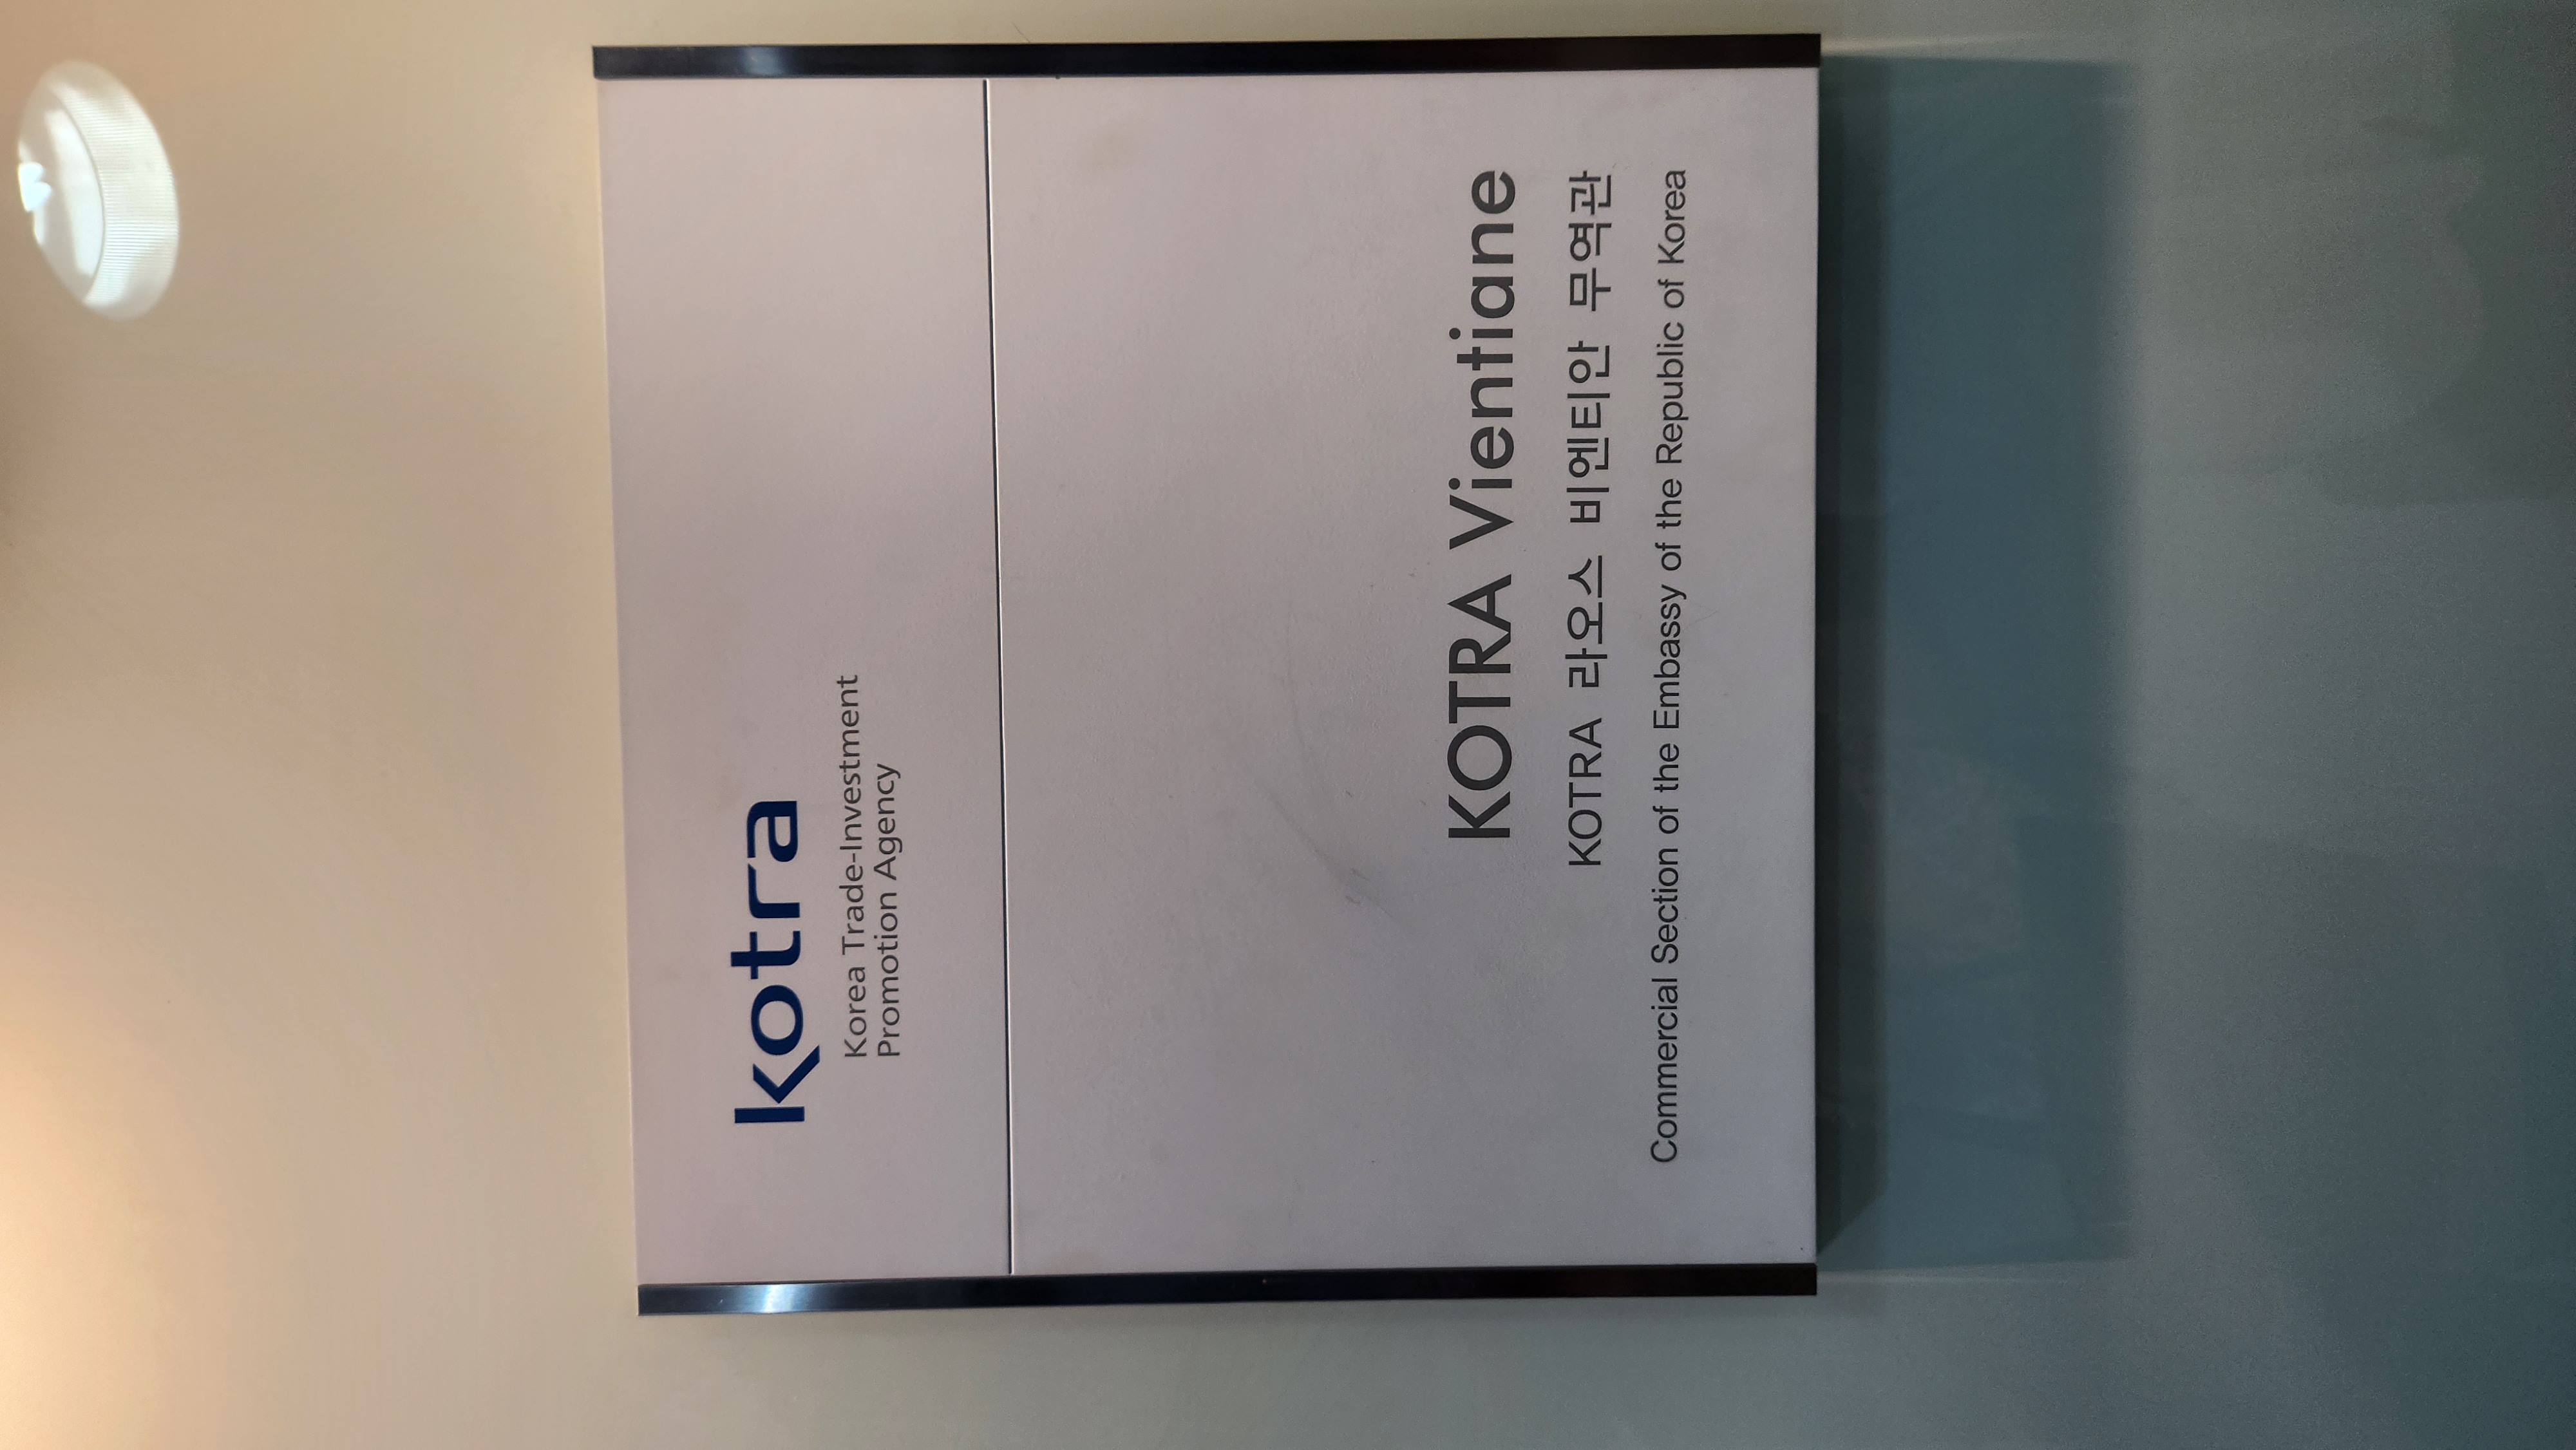 kotra
Korea Trade-Investment
Promotion Agency
KOTRA Vientiane
KOTRA 라오스 비엔티안 무역관
Commercial Section of the Embassy of the Republic of Korea